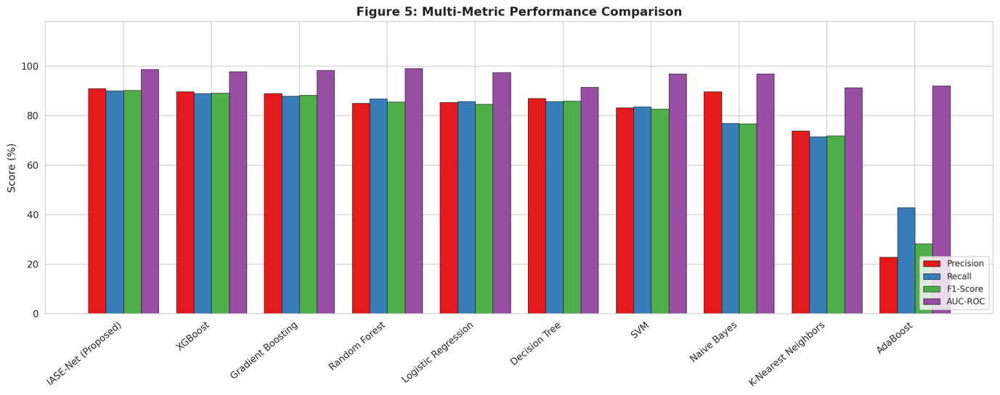 Figure 5: Multi-Metric Performance Comparison
Score (%)
100
80
60
40
20
0
Precision
Recall
F1-Score
AUC-ROC
IASE-Net (Proposed)
XGBoost
Gradient Boosting
Random Forest
Logistic Regression
Decision Tree
SVM
Naive Bayes
K-Nearest Neighbors
AdaBoost